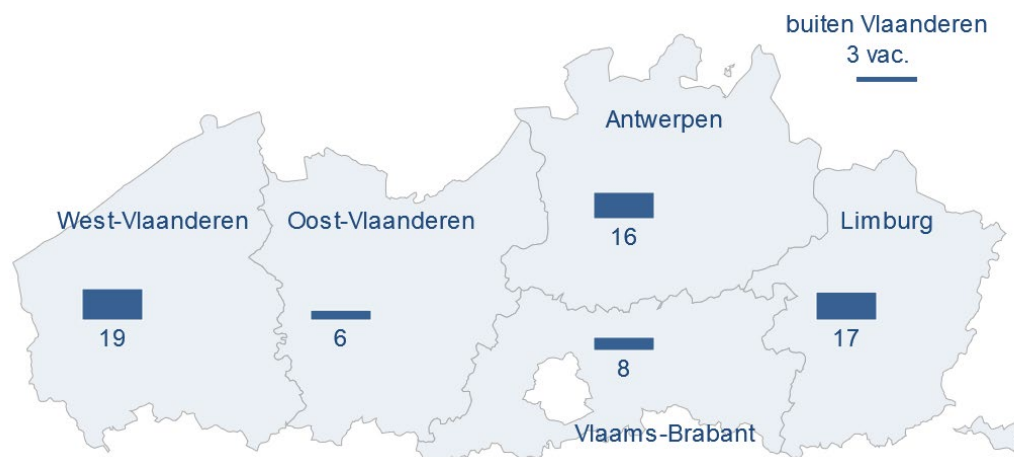 buiten Vlaanderen
3 vac.
Antwerpen
16
West-Vlaanderen
19
Oost-Vlaanderen
6
Limburg
17
8
Vlaams-Brabant